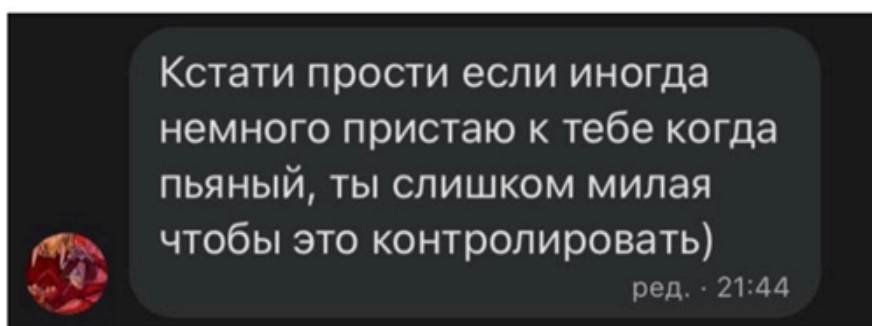 Кстати прости если иногда
немного пристаю к тебе когда
пьяный, ты слишком милая
чтобы это контролировать)
ред. · 21:44